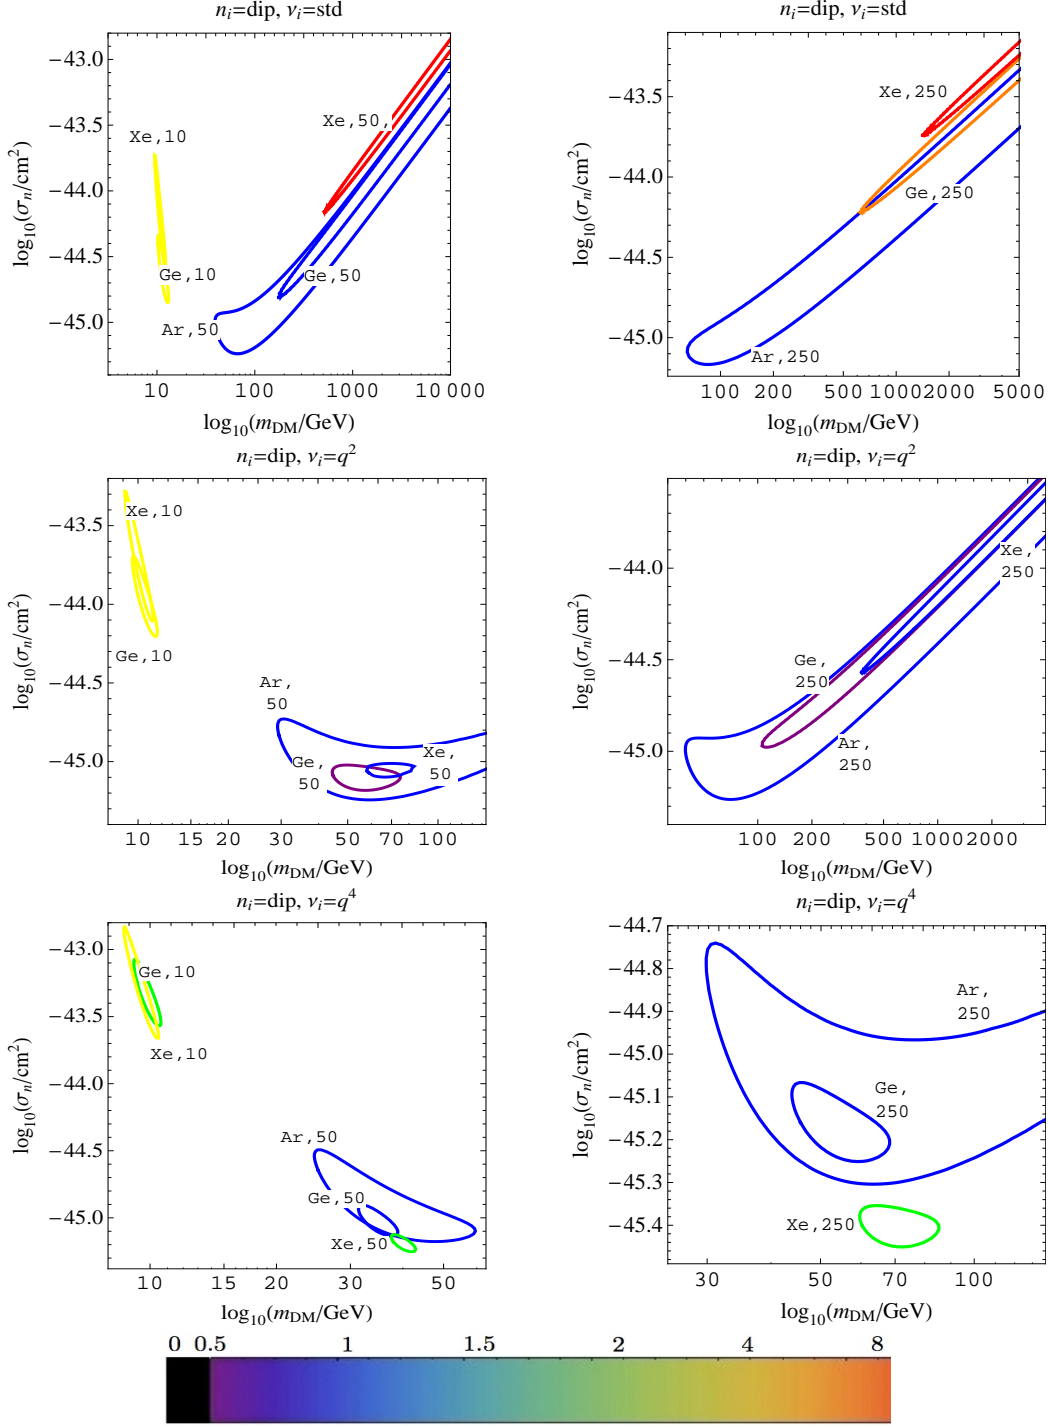 n_i=dip, ν_i=std
log₁₀(σ_n/cm²)
−43.0
−43.5
−44.0
−44.5
−45.0
Xe,10
Xe,50,
Ge,10
Ge,50
Ar,50
10 100 1000 10 000
log₁₀(m_DM/GeV)
n_i=dip, ν_i=std
log₁₀(σ_n/cm²)
−43.5
−44.0
−44.5
−45.0
Xe,250
Ge,250
Ar,250
100 200 500 1000 2000 5000
log₁₀(m_DM/GeV)
n_i=dip, ν_i=q²
log₁₀(σ_n/cm²)
−43.5
−44.0
−44.5
−45.0
Xe,10
Ge,10
Ar,
50
Ge,
50
Xe,
50
10 15 20 30 50 70 100
log₁₀(m_DM/GeV)
n_i=dip, ν_i=q²
log₁₀(σ_n/cm²)
−44.0
−44.5
−45.0
Xe,
250
Ge,
250
Ar,
250
100 200 500 1000 2000
log₁₀(m_DM/GeV)
n_i=dip, ν_i=q⁴
log₁₀(σ_n/cm²)
−43.0
−43.5
−44.0
−44.5
−45.0
Ge,10
Xe,10
Ar,50
Ge,50
Xe,50
10 20 30 50
log₁₀(m_DM/GeV)
n_i=dip, ν_i=q⁴
log₁₀(σ_n/cm²)
−44.7
−44.8
−44.9
−45.0
−45.1
−45.2
−45.3
−45.4
Ar,
250
Ge,
250
Xe,250
30 50 70 100
log₁₀(m_DM/GeV)
0 0.5 1 1.5 2 4 8